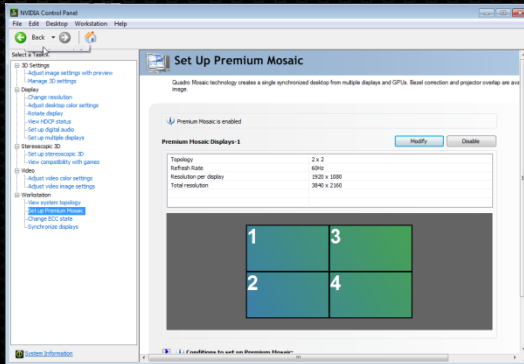 NVIDIA Control Panel
File Edit Desktop Workstation Help
Back
Select a Task...
3D Settings
Adjust image settings with preview
Manage 3D settings
Display
Change resolution
Adjust desktop color settings
Rotate display
View HDCP status
Set up digital audio
Set up multiple displays
Stereoscopic 3D
Set up stereoscopic 3D
View compatibility with games
Video
Adjust video color settings
Adjust video image settings
Workstation
View system topology
Set up Premium Mosaic
Change ECC state
Synchronize displays
System Information
Set Up Premium Mosaic
Quadro Mosaic technology creates a single synchronized desktop from multiple displays and GPUs. Bezel correction and projector overlap are ava
image.
Premium Mosaic is enabled
Premium Mosaic Displays-1
Modify Disable
Topology 2 x 2
Refresh Rate 60Hz
Resolution per display 1920 x 1080
Total resolution 3840 x 2160
1 3
2 4
Conditions to set up Premium Mosaic: